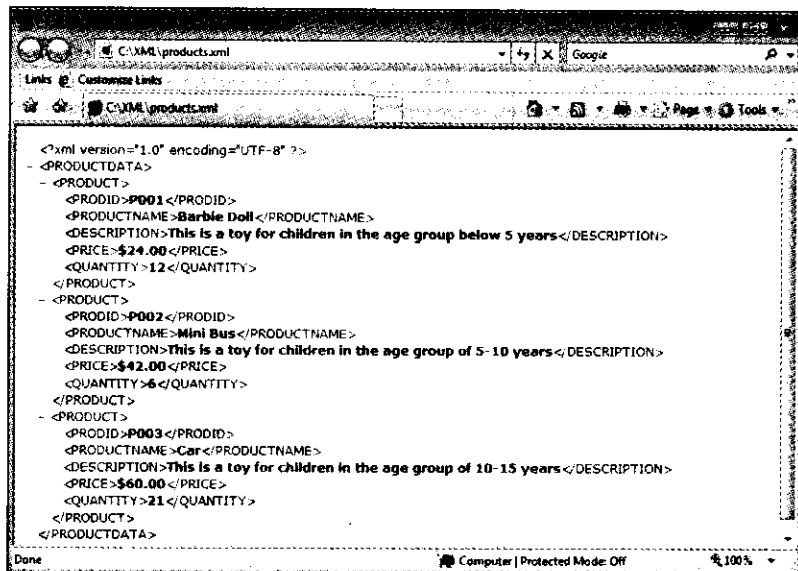 C:\XML\products.xml
Google
Links Customize Links
C:\XML\products.xml
Page Tools
<?xml version="1.0" encoding="UTF-8" ?>
- <PRODUCTDATA>
- <PRODUCT>
<PRODID>P001</PRODID>
<PRODUCTNAME>Barbie Doll</PRODUCTNAME>
<DESCRIPTION>This is a toy for children in the age group below 5 years</DESCRIPTION>
<PRICE>$24.00</PRICE>
<QUANTITY>12</QUANTITY>
</PRODUCT>
- <PRODUCT>
<PRODID>P002</PRODID>
<PRODUCTNAME>Mini Bus</PRODUCTNAME>
<DESCRIPTION>This is a toy for children in the age group of 5-10 years</DESCRIPTION>
<PRICE>$42.00</PRICE>
<QUANTITY>6</QUANTITY>
</PRODUCT>
- <PRODUCT>
<PRODID>P003</PRODID>
<PRODUCTNAME>Car</PRODUCTNAME>
<DESCRIPTION>This is a toy for children in the age group of 10-15 years</DESCRIPTION>
<PRICE>$60.00</PRICE>
<QUANTITY>21</QUANTITY>
</PRODUCT>
</PRODUCTDATA>
Done Computer | Protected Mode: Off 100%